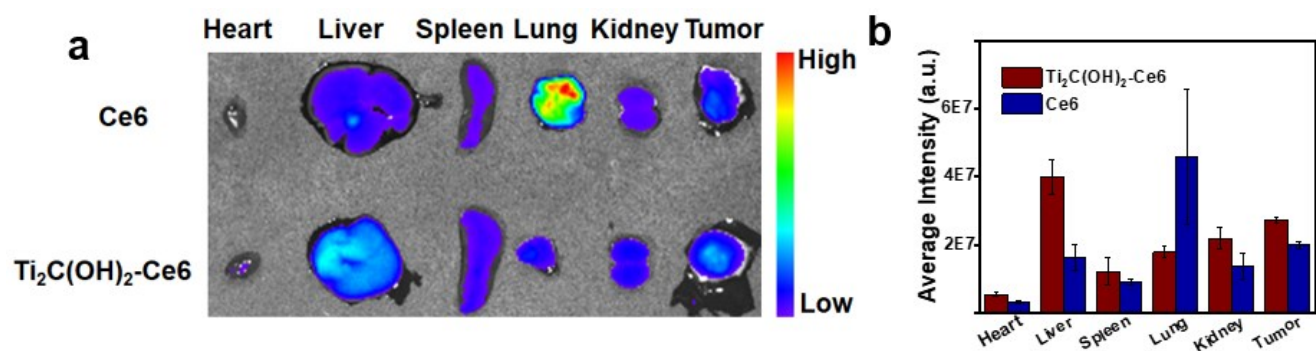 a
Heart Liver Spleen Lung Kidney Tumor
Ce6
Ti₂C(OH)₂-Ce6
High
Low
b
Average Intensity (a.u.)
6E7
4E7
2E7
Ti₂C(OH)₂-Ce6
Ce6
Heart Liver Spleen Lung Kidney Tumor